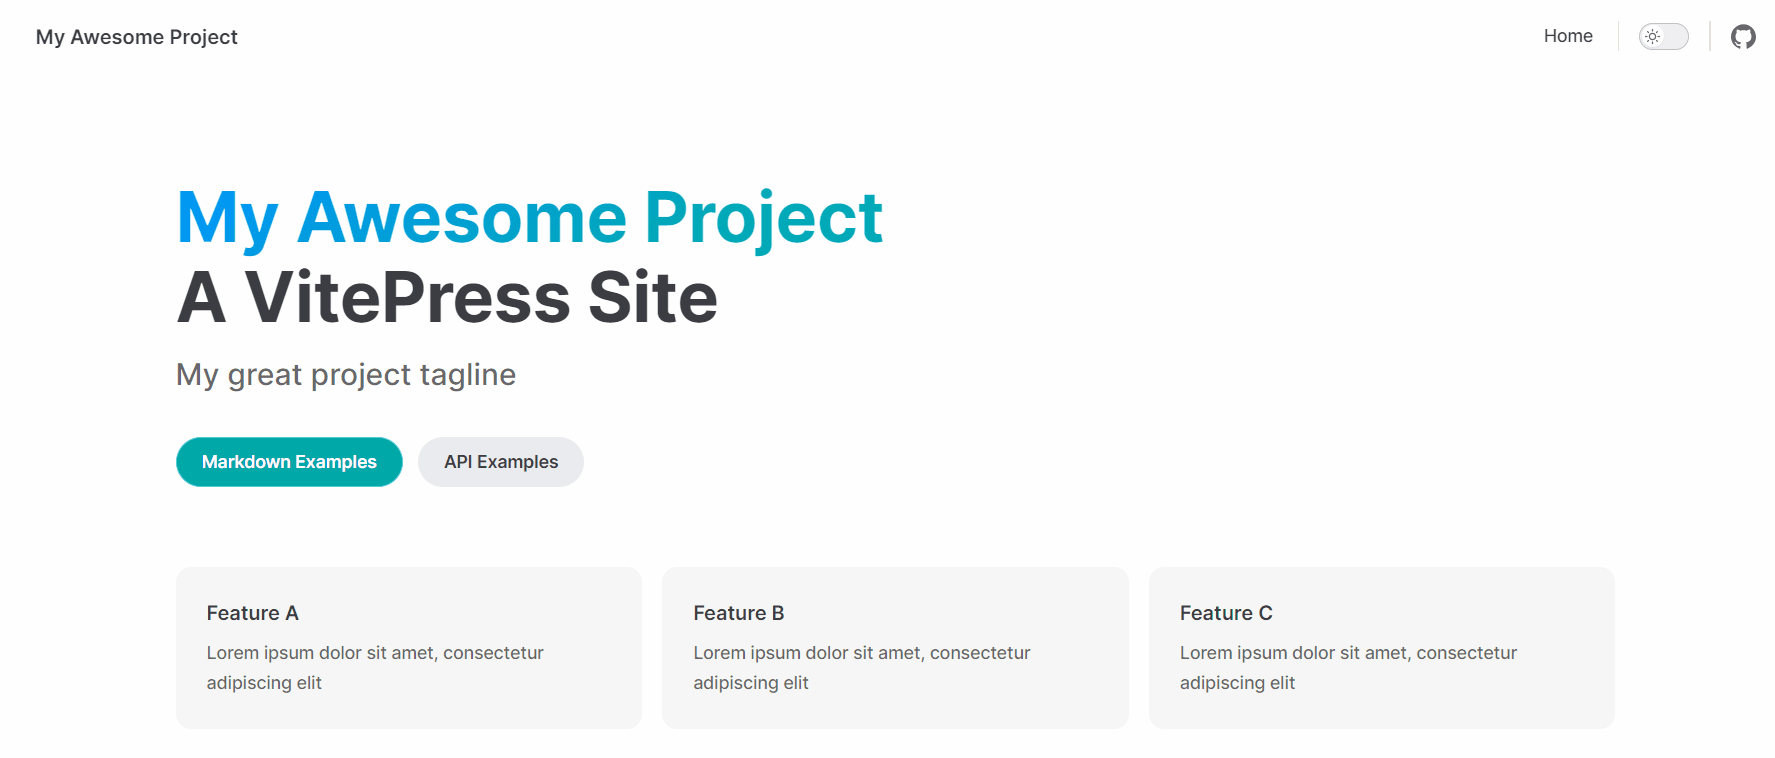 My Awesome Project
Home
My Awesome Project
A VitePress Site
My great project tagline
Markdown Examples
API Examples
Feature A
Lorem ipsum dolor sit amet, consectetur
adipiscing elit
Feature B
Lorem ipsum dolor sit amet, consectetur
adipiscing elit
Feature C
Lorem ipsum dolor sit amet, consectetur
adipiscing elit